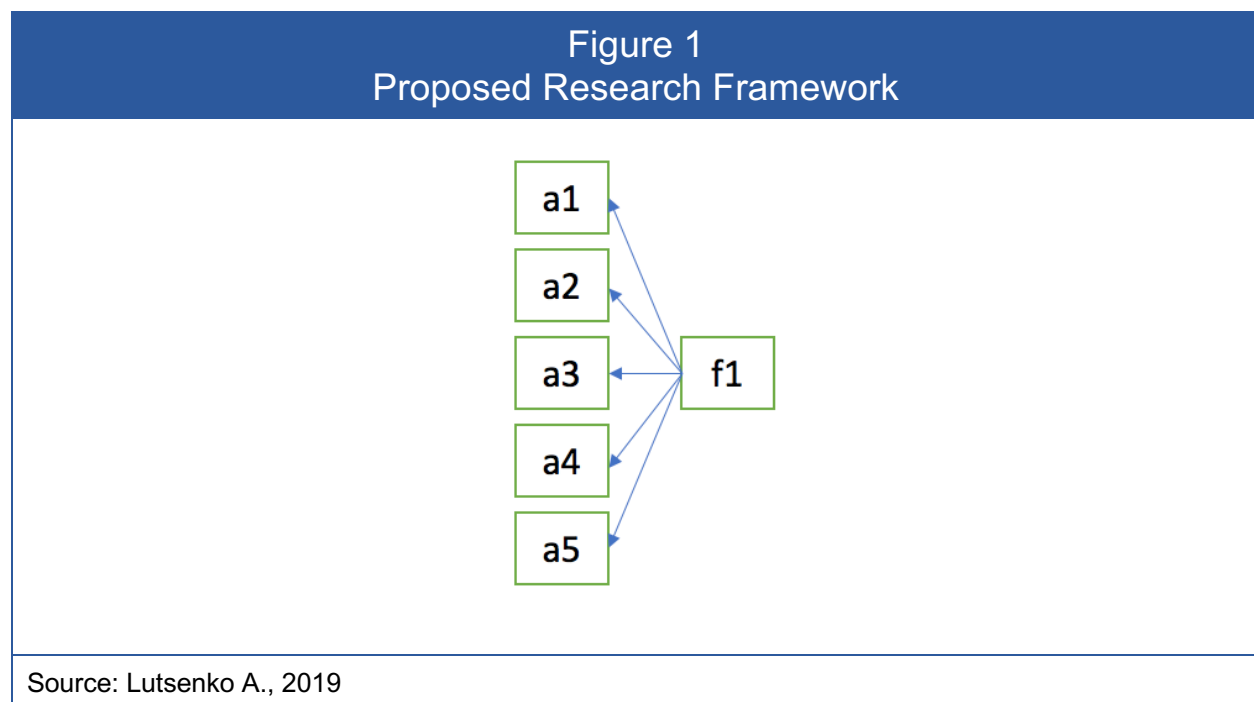 Figure 1
Proposed Research Framework
a1
a2
a3
f1
a4
a5
Source: Lutsenko A., 2019